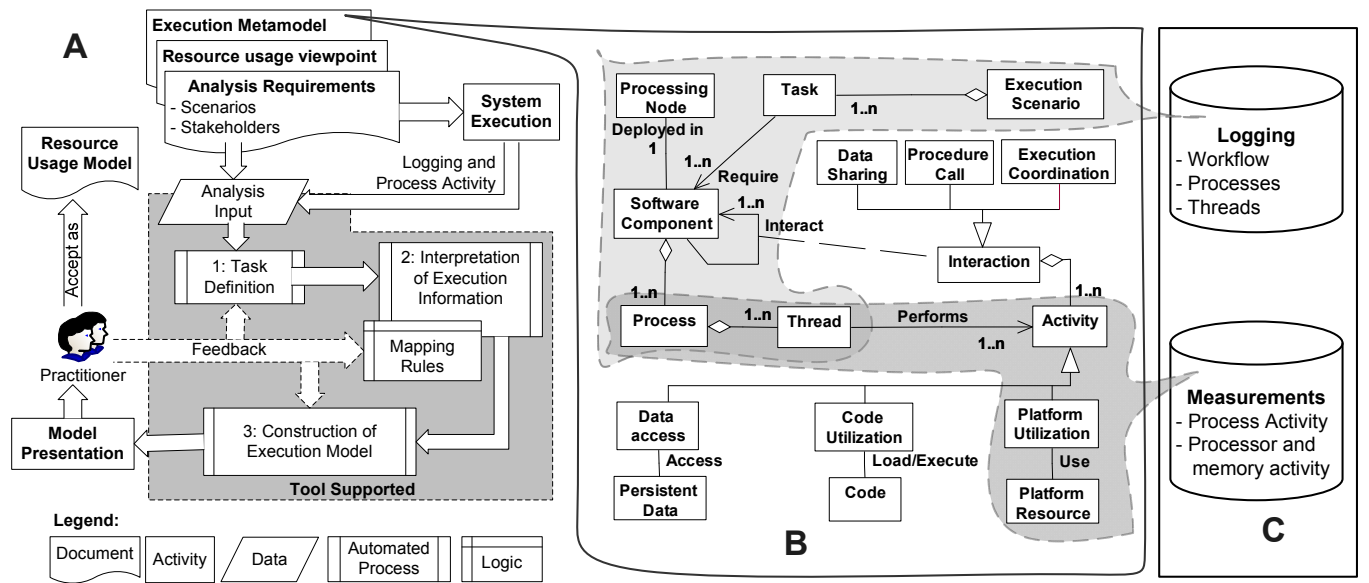 A
Execution Metamodel
Resource usage viewpoint
Analysis Requirements
- Scenarios
- Stakeholders
System
Execution
Resource
Usage Model
Logging and
Process Activity
Analysis
Input
Accept as
1: Task
Definition
2: Interpretation
of Execution
Information
Mapping
Rules
Feedback
Practitioner
Model
Presentation
3: Construction of
Execution Model
Tool Supported
Legend:
Document
Activity
Data
Automated
Process
Logic
Processing
Node
Task
1..n
Execution
Scenario
Deployed in
1
1..n
Require
1..n
Software
Component
Interact
Data
Sharing
Procedure
Call
Execution
Coordination
Interaction
1..n
1..n
Process
1..n
Thread
Performs
1..n
Activity
Data
access
Access
Persistent
Data
Code
Utilization
Load/Execute
Code
Platform
Utilization
Use
Platform
Resource
B
Logging
- Workflow
- Processes
- Threads
Measurements
- Process Activity
- Processor and
memory activity
C